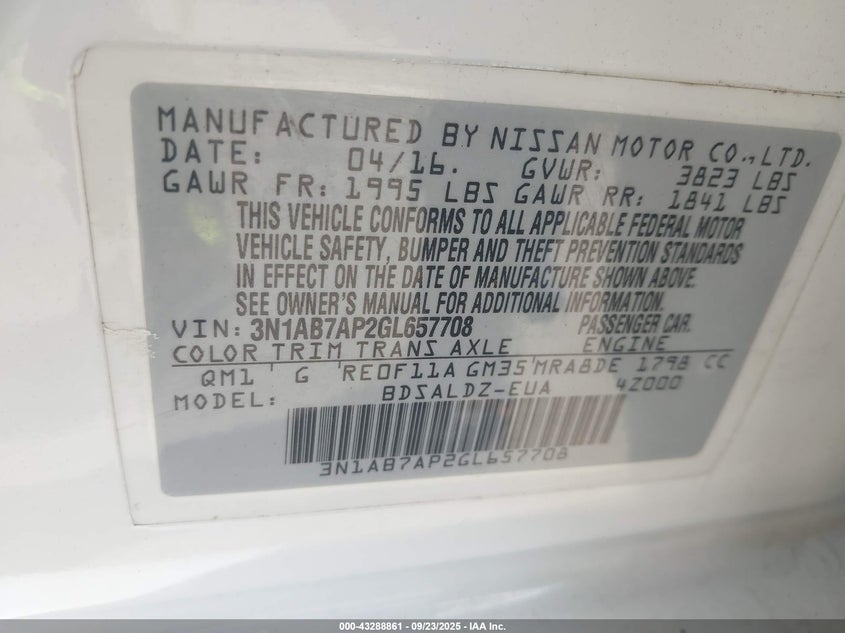 MANUFACTURED BY NISSAN MOTOR CO.,LTD.
DATE: 04/16. GVWR: 3823 LBS
GAWR FR: 1995 LBS GAWR RR: 1841 LBS
THIS VEHICLE CONFORMS TO ALL APPLICABLE FEDERAL MOTOR
VEHICLE SAFETY, BUMPER AND THEFT PREVENTION STANDARDS
IN EFFECT ON THE DATE OF MANUFACTURE SHOWN ABOVE.
SEE OWNER'S MANUAL FOR ADDITIONAL INFORMATION.
VIN: 3N1AB7AP2GL657708 PASSENGER CAR.
COLOR TRIM TRANS AXLE ENGINE
QM1 G RE0F11A GM35 MRA8DE 1798 CC
MODEL: BDSALDZ-EUA 4Z000
3N1AB7AP2GL657708
000-43288861 - 09/23/2025 - IAA Inc.